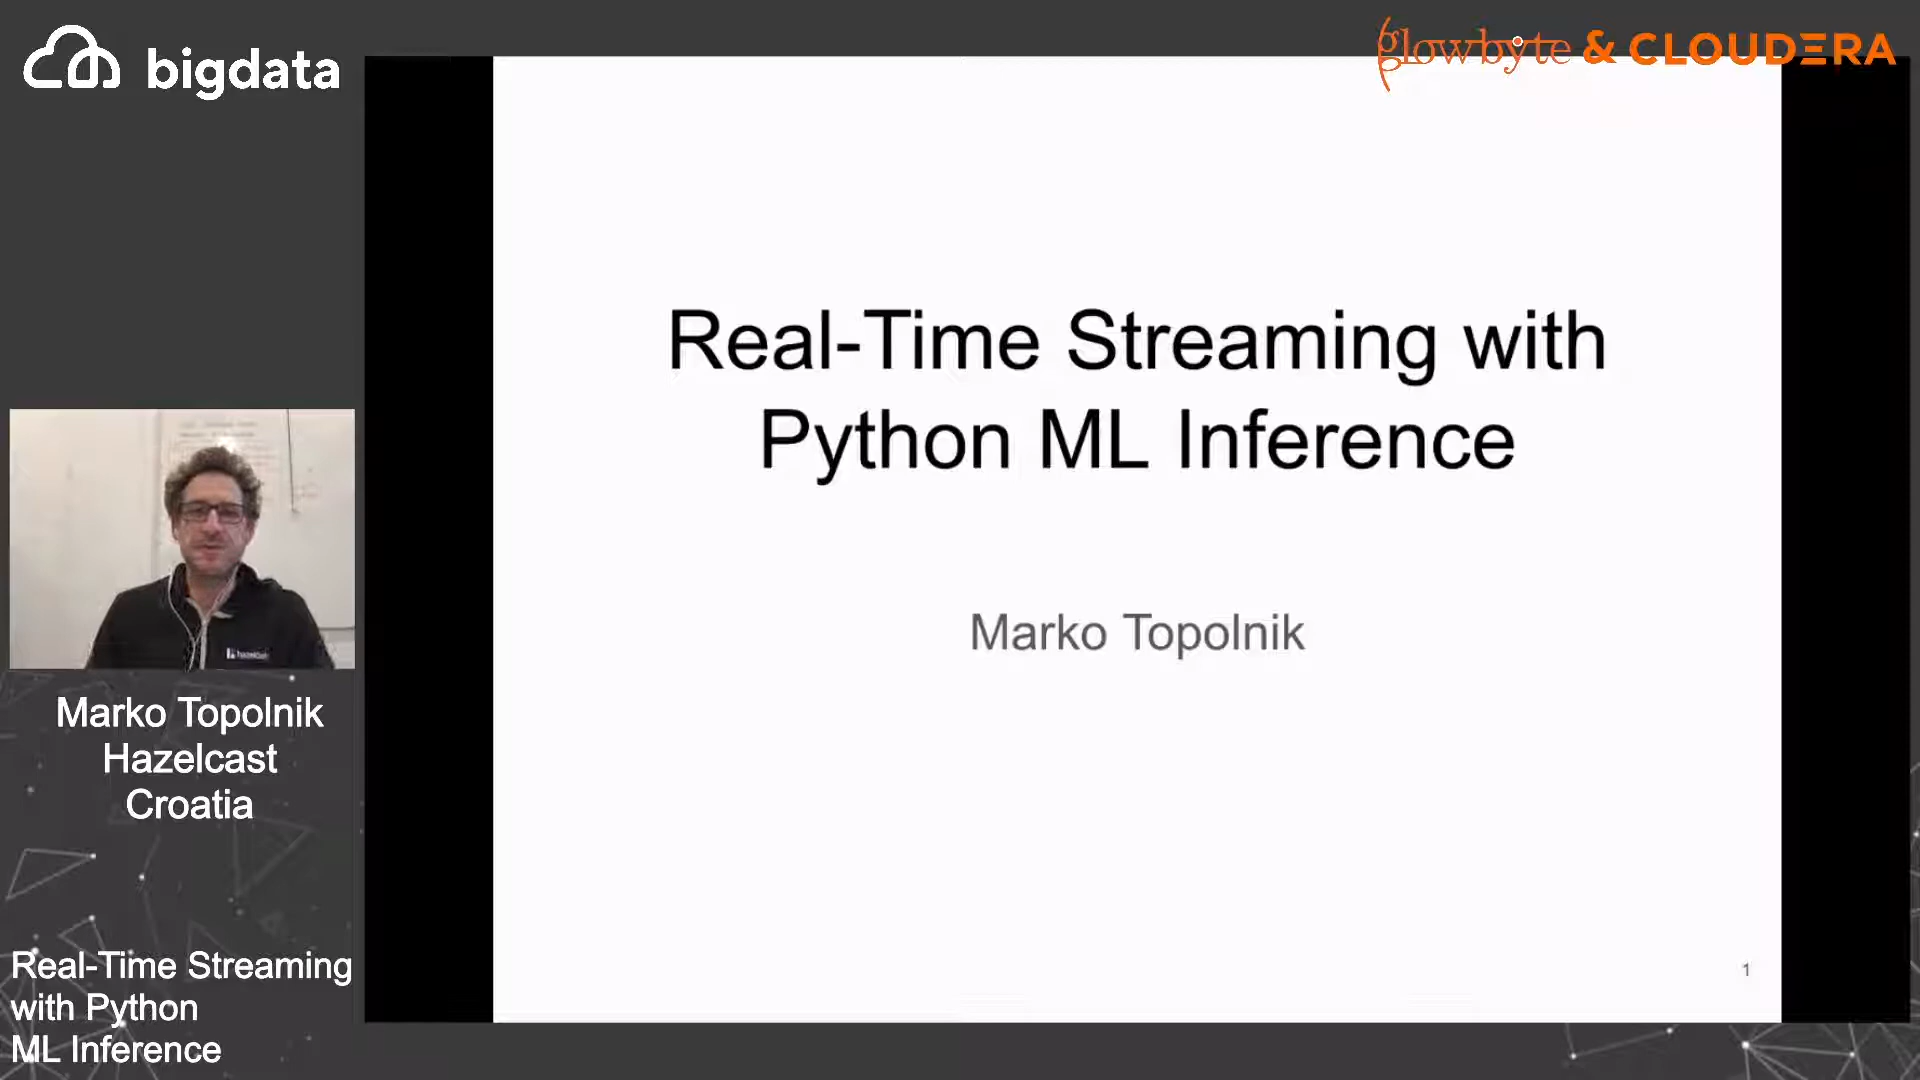 bigdata
glowbyte & CLOUDERA
Real-Time Streaming with
Python ML Inference
Marko Topolnik
1
hazelcast
Marko Topolnik
Hazelcast
Croatia
Real-Time Streaming
with Python
ML Inference